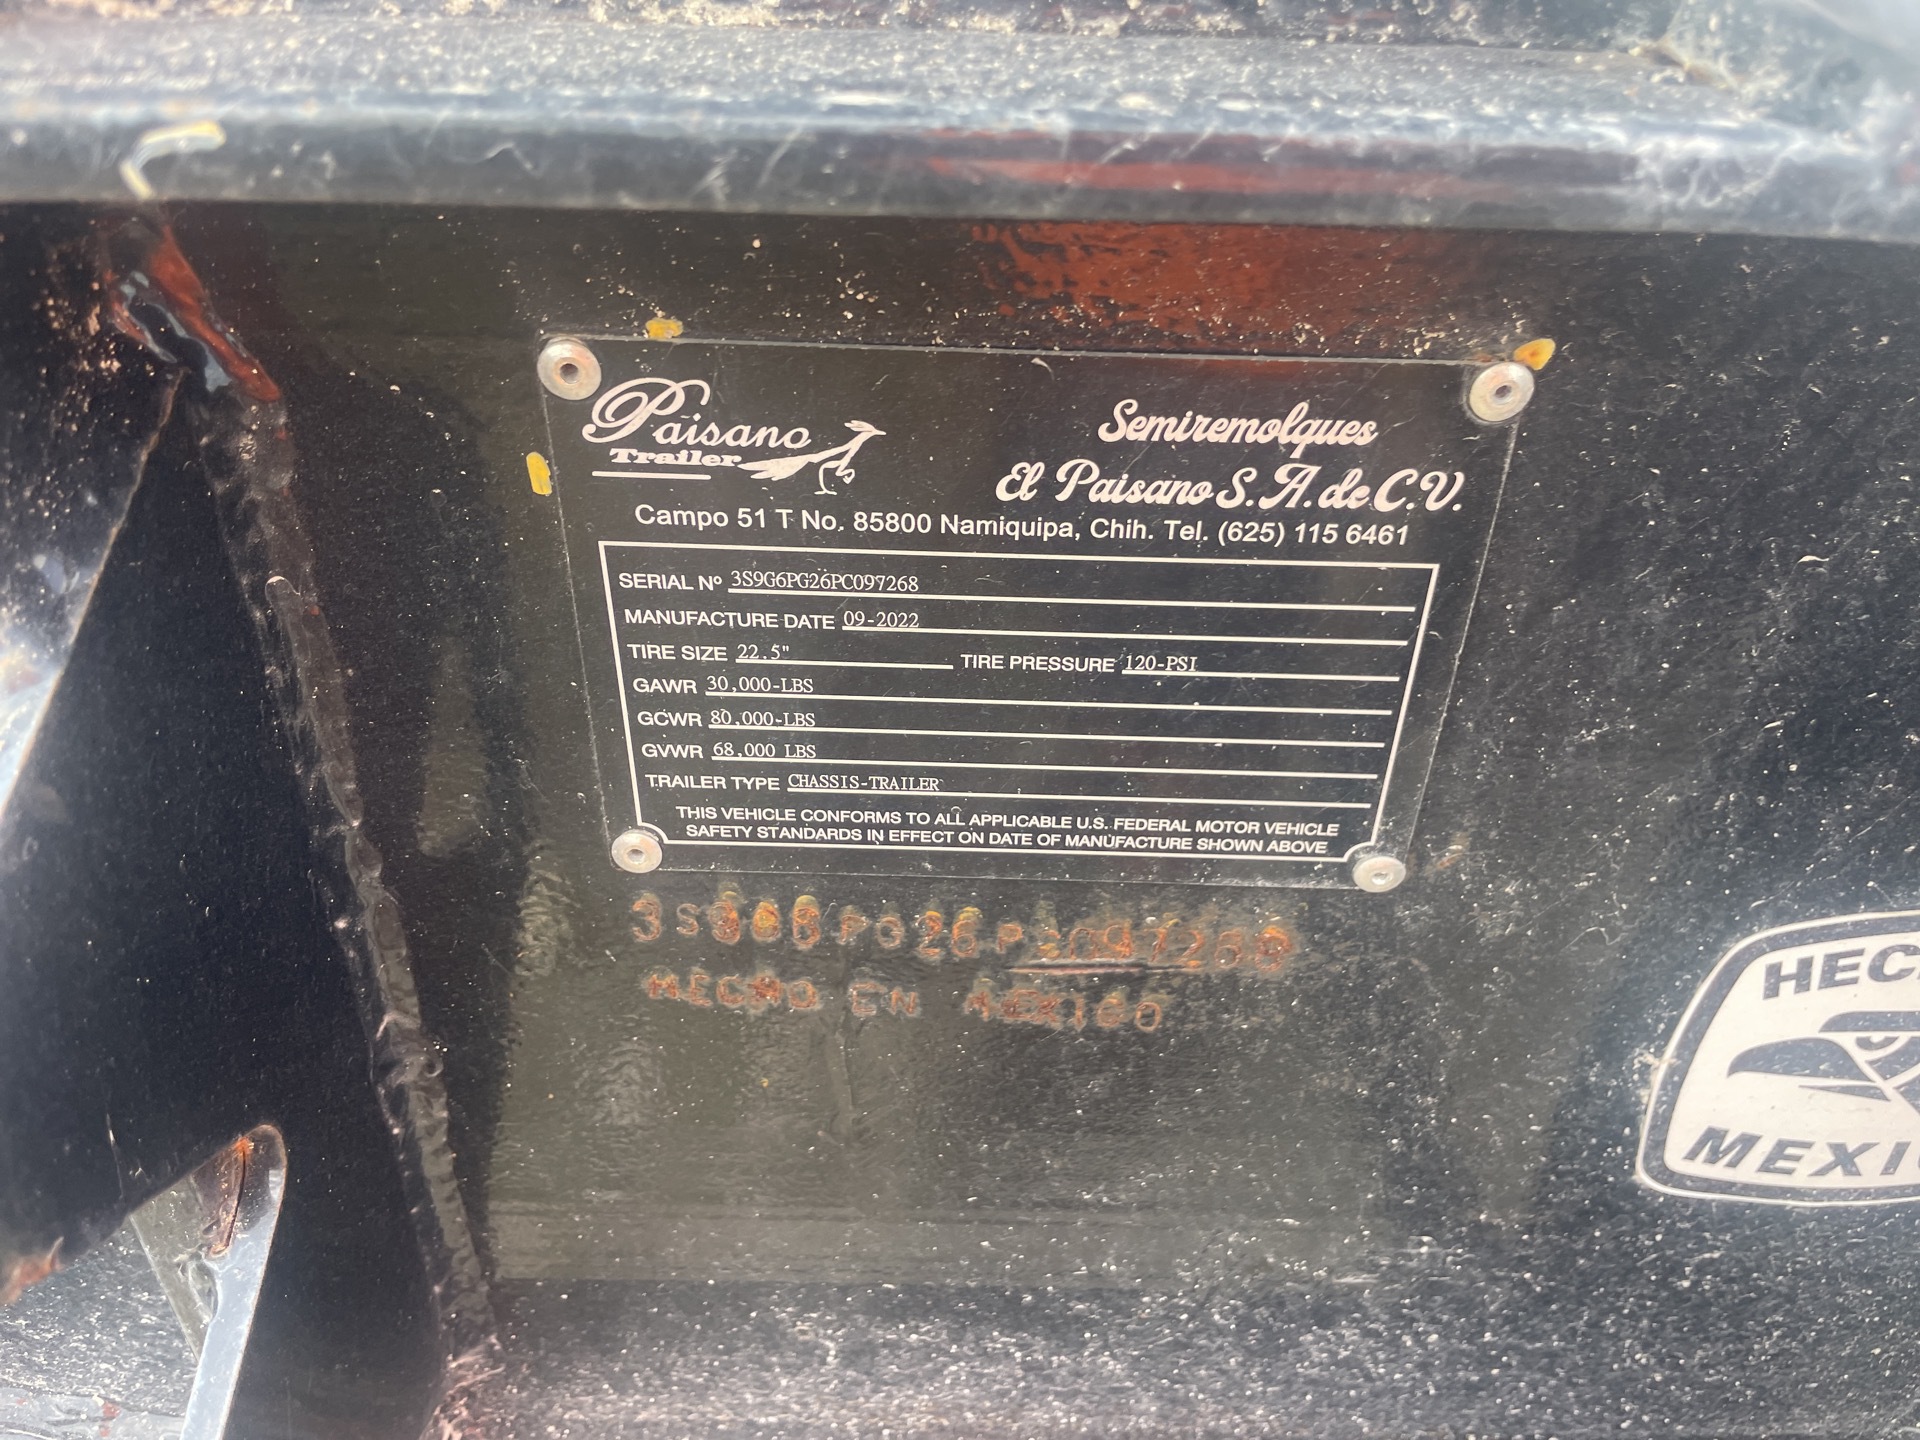 Paisano
Trailer
Semiremolques
El Paisano S.A. de C.V.
Campo 51 T No. 85800 Namiquipa, Chih. Tel. (625) 115 6461
SERIAL Nº 3S9G6PG26PC097268
MANUFACTURE DATE 09-2022
TIRE SIZE 22.5" TIRE PRESSURE 120-PSI
GAWR 30,000-LBS
GCWR 80,000-LBS
GVWR 68,000 LBS
TRAILER TYPE CHASSIS-TRAILER
THIS VEHICLE CONFORMS TO ALL APPLICABLE U.S. FEDERAL MOTOR VEHICLE
SAFETY STANDARDS IN EFFECT ON DATE OF MANUFACTURE SHOWN ABOVE
HECHO EN MEXICO
HEC
MEXI